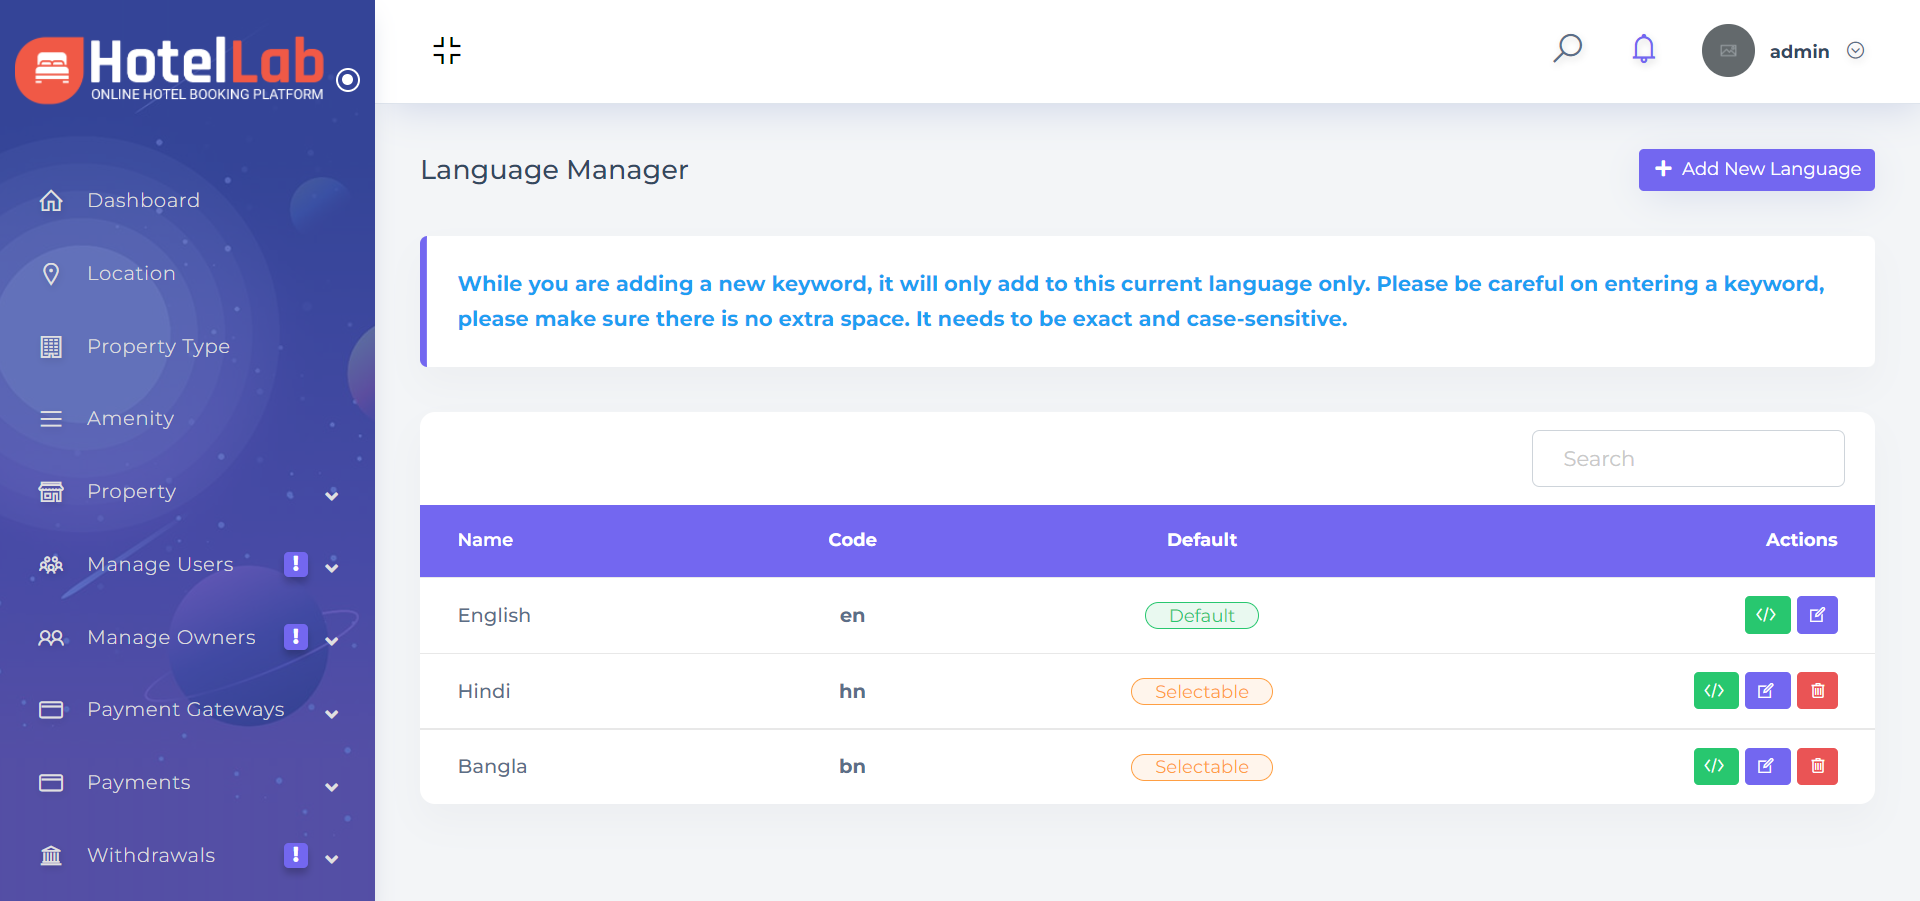 HotelLab
ONLINE HOTEL BOOKING PLATFORM
Dashboard
Location
Property Type
Amenity
Property
Manage Users !
Manage Owners !
Payment Gateways
Payments
Withdrawals !
admin
Language Manager
Add New Language
While you are adding a new keyword, it will only add to this current language only. Please be careful on entering a keyword,
please make sure there is no extra space. It needs to be exact and case-sensitive.
Search
Name Code Default Actions
English en Default
Hindi hn Selectable
Bangla bn Selectable